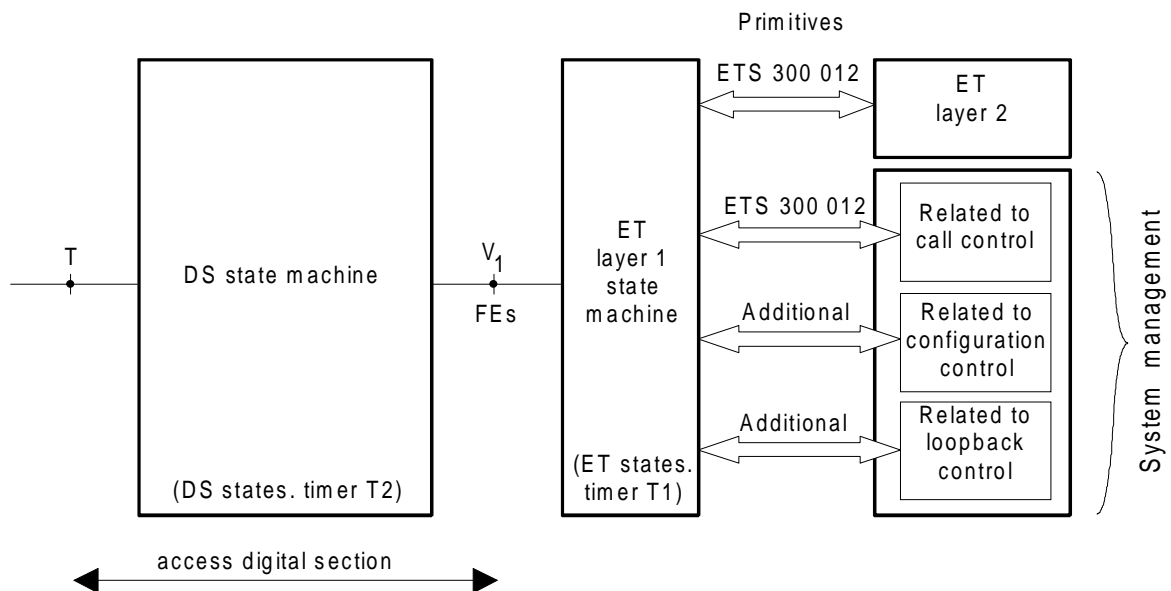 Primitives
ETS 300 012
ET
layer 2
ETS 300 012
Related to
call control
T
DS state machine
V1
FEs
ET
layer 1
state
machine
Additional
Related to
configuration
control
Additional
Related to
loopback
control
System management
(DS states. timer T2)
(ET states.
timer T1)
access digital section